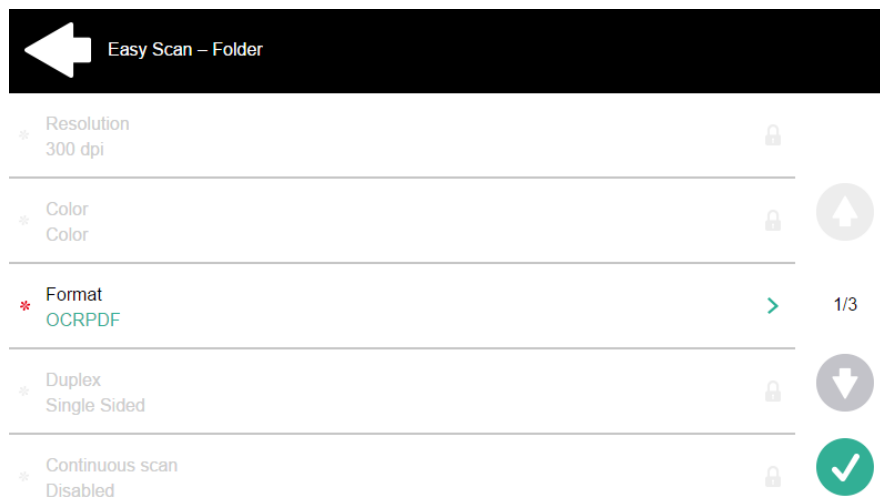 Easy Scan – Folder
* Resolution
300 dpi
* Color
Color
* Format
OCRPDF
1/3
* Duplex
Single Sided
* Continuous scan
Disabled